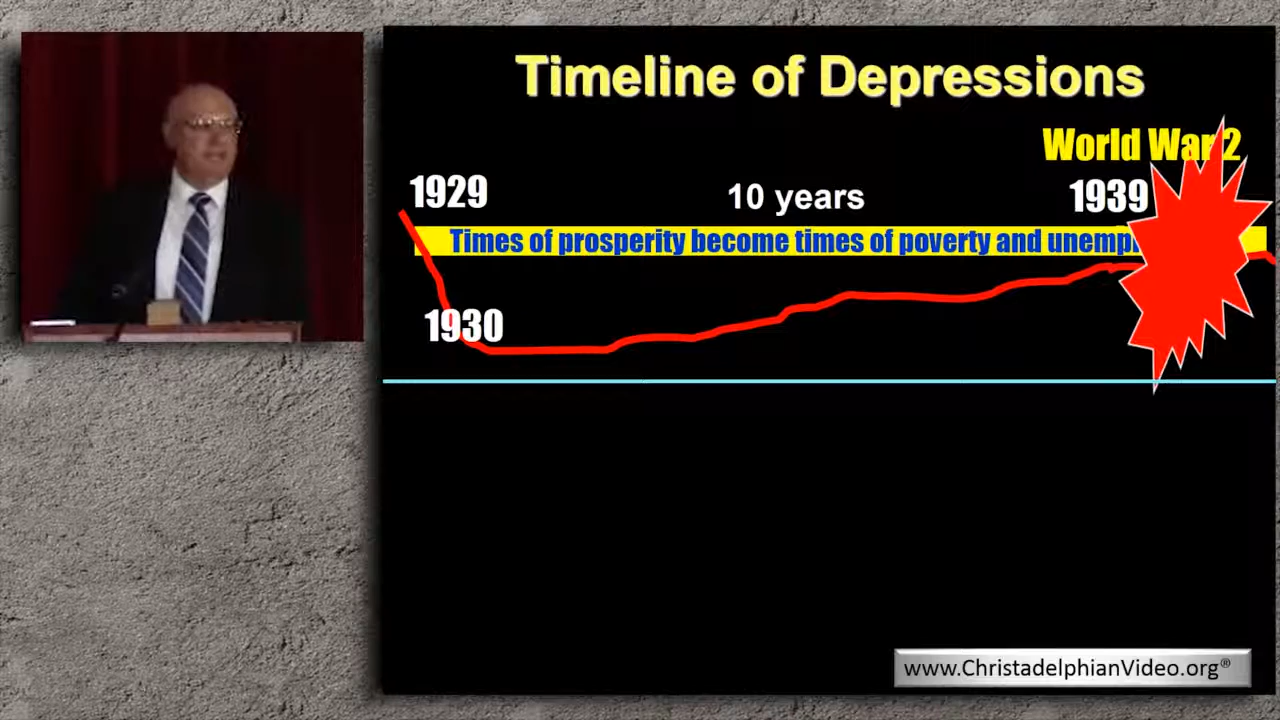 Timeline of Depressions
World War 2
1929
10 years
1939
Times of prosperity become times of poverty and
1930
www.ChristadelphianVideo.org®